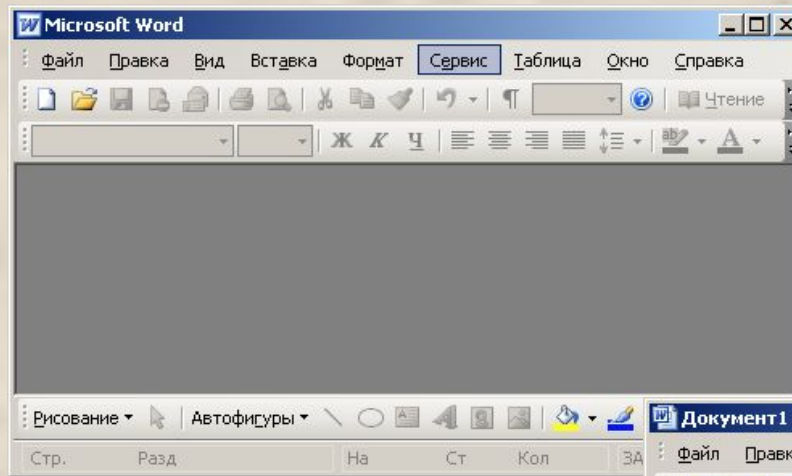 Microsoft Word
Файл Правка Вид Вставка Формат Сервис Таблица Окно Справка
Чтение
Ж К Ч
Рисование Автофигуры
Документ1
Стр. Разд На Ст Кол ЗА
Файл Правк